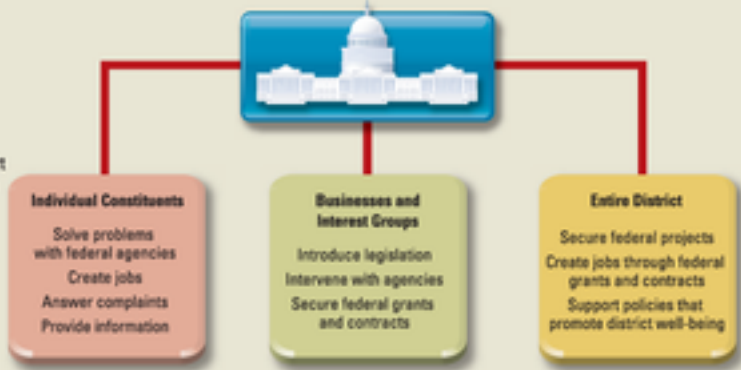 Individual Constituents
Solve problems
with federal agencies
Create jobs
Answer complaints
Provide information
Businesses and
Interest Groups
Introduce legislation
Intervene with agencies
Secure federal grants
and contracts
Entire District
Secure federal projects
Create jobs through federal
grants and contracts
Support policies that
promote district well-being